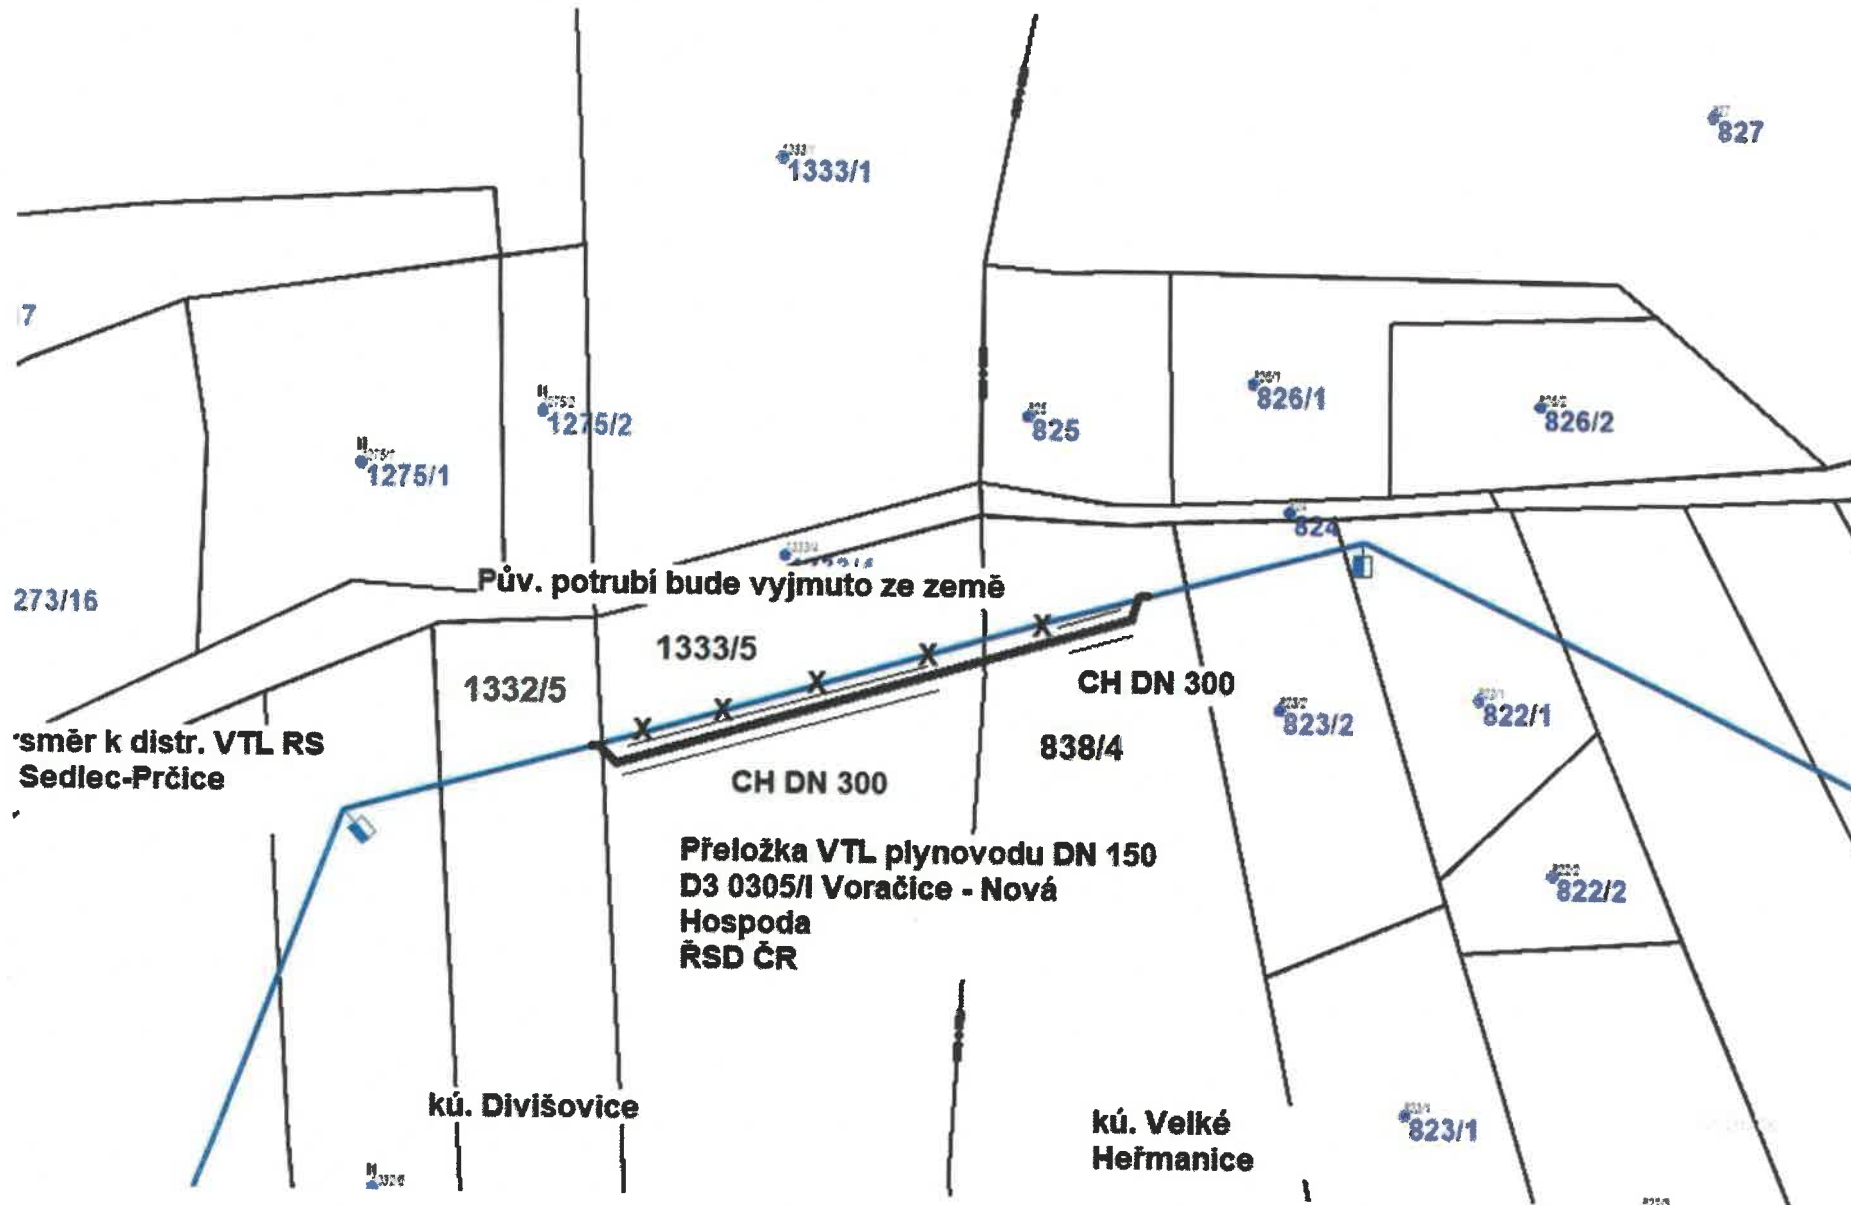 827
1333/1
1275/2
1275/1
825
826/1
826/2
824
273/16
Pův. potrubí bude vyjmuto ze země
1333/5
1332/5
X
X
X
X
X
CH DN 300
823/2
822/1
838/4
směr k distr. VTL RS
Sedlec-Prčice
CH DN 300
Přeložka VTL plynovodu DN 150
D3 0305/I Voračice - Nová
Hospoda
ŘSD ČR
822/2
kú. Divišovice
kú. Velké
Heřmanice
823/1